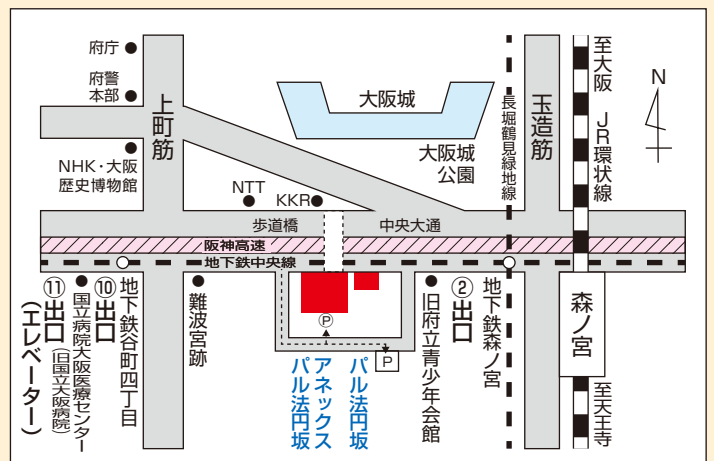 府庁
府警
本部
NHK・大阪
歴史博物館
上町筋
大阪城
大阪城
公園
長堀鶴見緑地線
玉造筋
至大阪
JR環状線
N
NTT
KKR
歩道橋
中央大通
阪神高速
地下鉄中央線
⑪出口
(エレベーター)
国立病院大阪医療センター
(旧国立大阪病院)
⑩出口
地下鉄谷町四丁目
難波宮跡
P
P
パル法円坂
アネックス
パル法円坂
旧府立青少年会館
②出口
地下鉄森ノ宮
森ノ宮
至天王寺